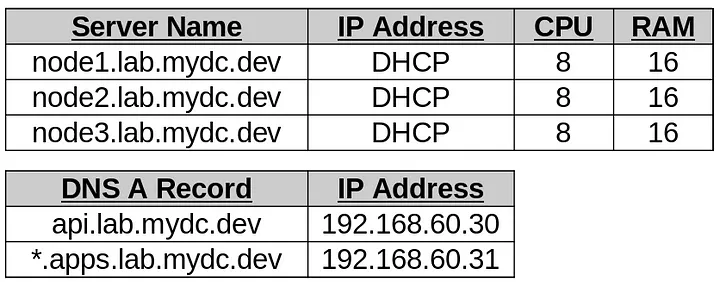 Server Name IP Address CPU RAM
node1.lab.mydc.dev DHCP 8 16
node2.lab.mydc.dev DHCP 8 16
node3.lab.mydc.dev DHCP 8 16
DNS A Record IP Address
api.lab.mydc.dev 192.168.60.30
*.apps.lab.mydc.dev 192.168.60.31